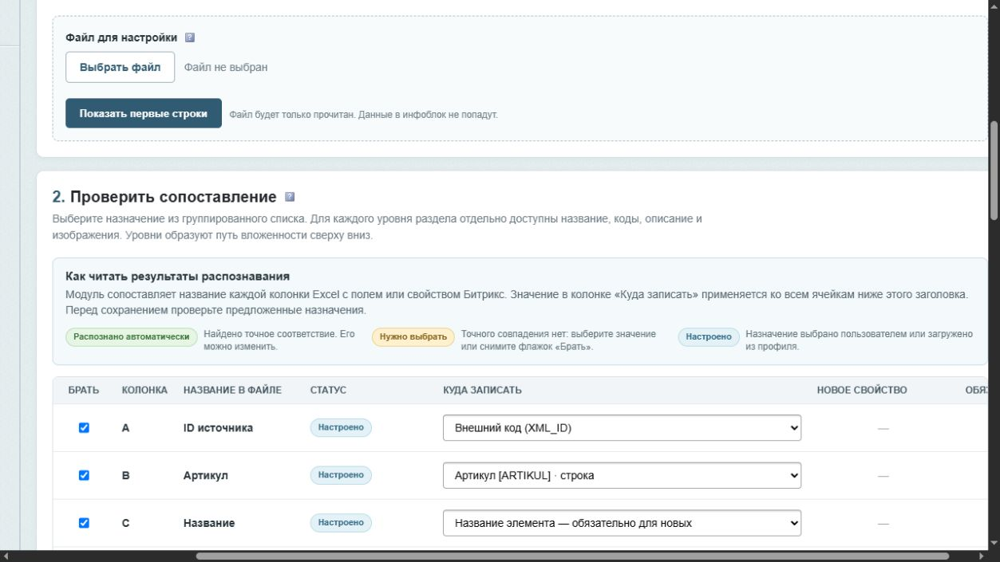 Файл для настройки ?
Выбрать файл Файл не выбран
Показать первые строки Файл будет только прочитан. Данные в инфоблок не попадут.
2. Проверить сопоставление ?
Выберите назначение из группированного списка. Для каждого уровня раздела отдельно доступны название, коды, описание и
изображения. Уровни образуют путь вложенности сверху вниз.
Как читать результаты распознавания
Модуль сопоставляет название каждой колонки Excel с полем или свойством Битрикс. Значение в колонке «Куда записать» применяется ко всем ячейкам ниже этого заголовка.
Перед сохранением проверьте предложенные назначения.
Распознано автоматически Найдено точное соответствие. Его
можно изменить.
Нужно выбрать Точного совпадения нет: выберите значение
или снимите флажок «Брать».
Настроено Назначение выбрано пользователем или загружено
из профиля.
БРАТЬ КОЛОНКА НАЗВАНИЕ В ФАЙЛЕ СТАТУС КУДА ЗАПИСАТЬ НОВОЕ СВОЙСТВО
A ID источника Настроено Внешний код (XML_ID) —
B Артикул Настроено Артикул [ARTIKUL] · строка —
C Название Настроено Название элемента — обязательно для новых —